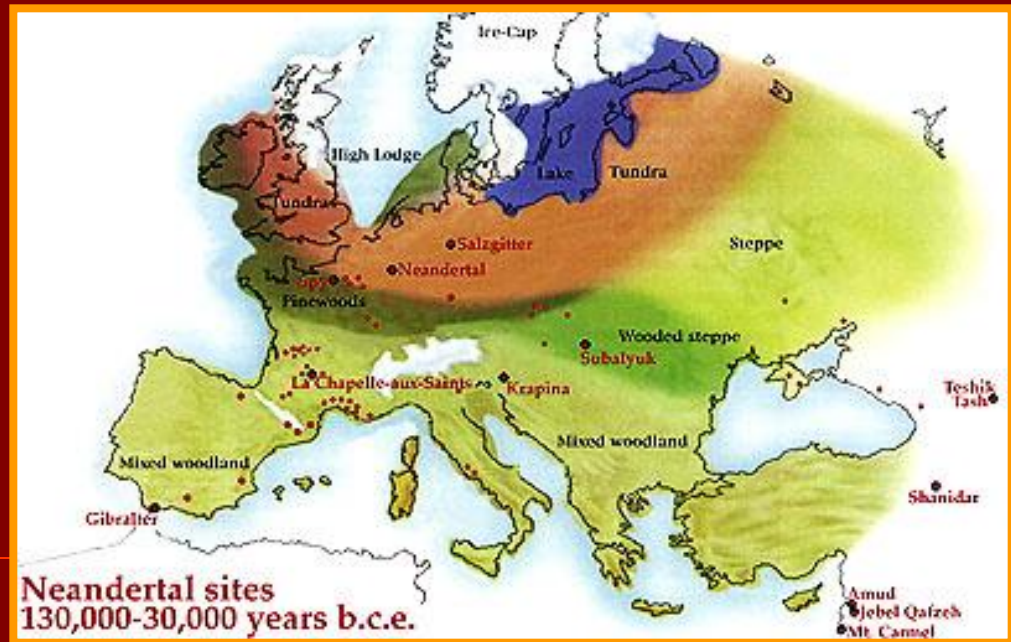 Ice-Cap
High Lodge
Tundra
Lake
Tundra
Salzgitter
Steppe
Neandertal
Spy
Pinewoods
Wooded steppe
Subalyuk
La Chapelle-aux-Saints
Krapina
Teshik
Tash
Mixed woodland
Mixed woodland
Shanidar
Gibralter
Neandertal sites
130,000-30,000 years b.c.e.
Amud
Jebel Qafzeh
Mt. Carmel